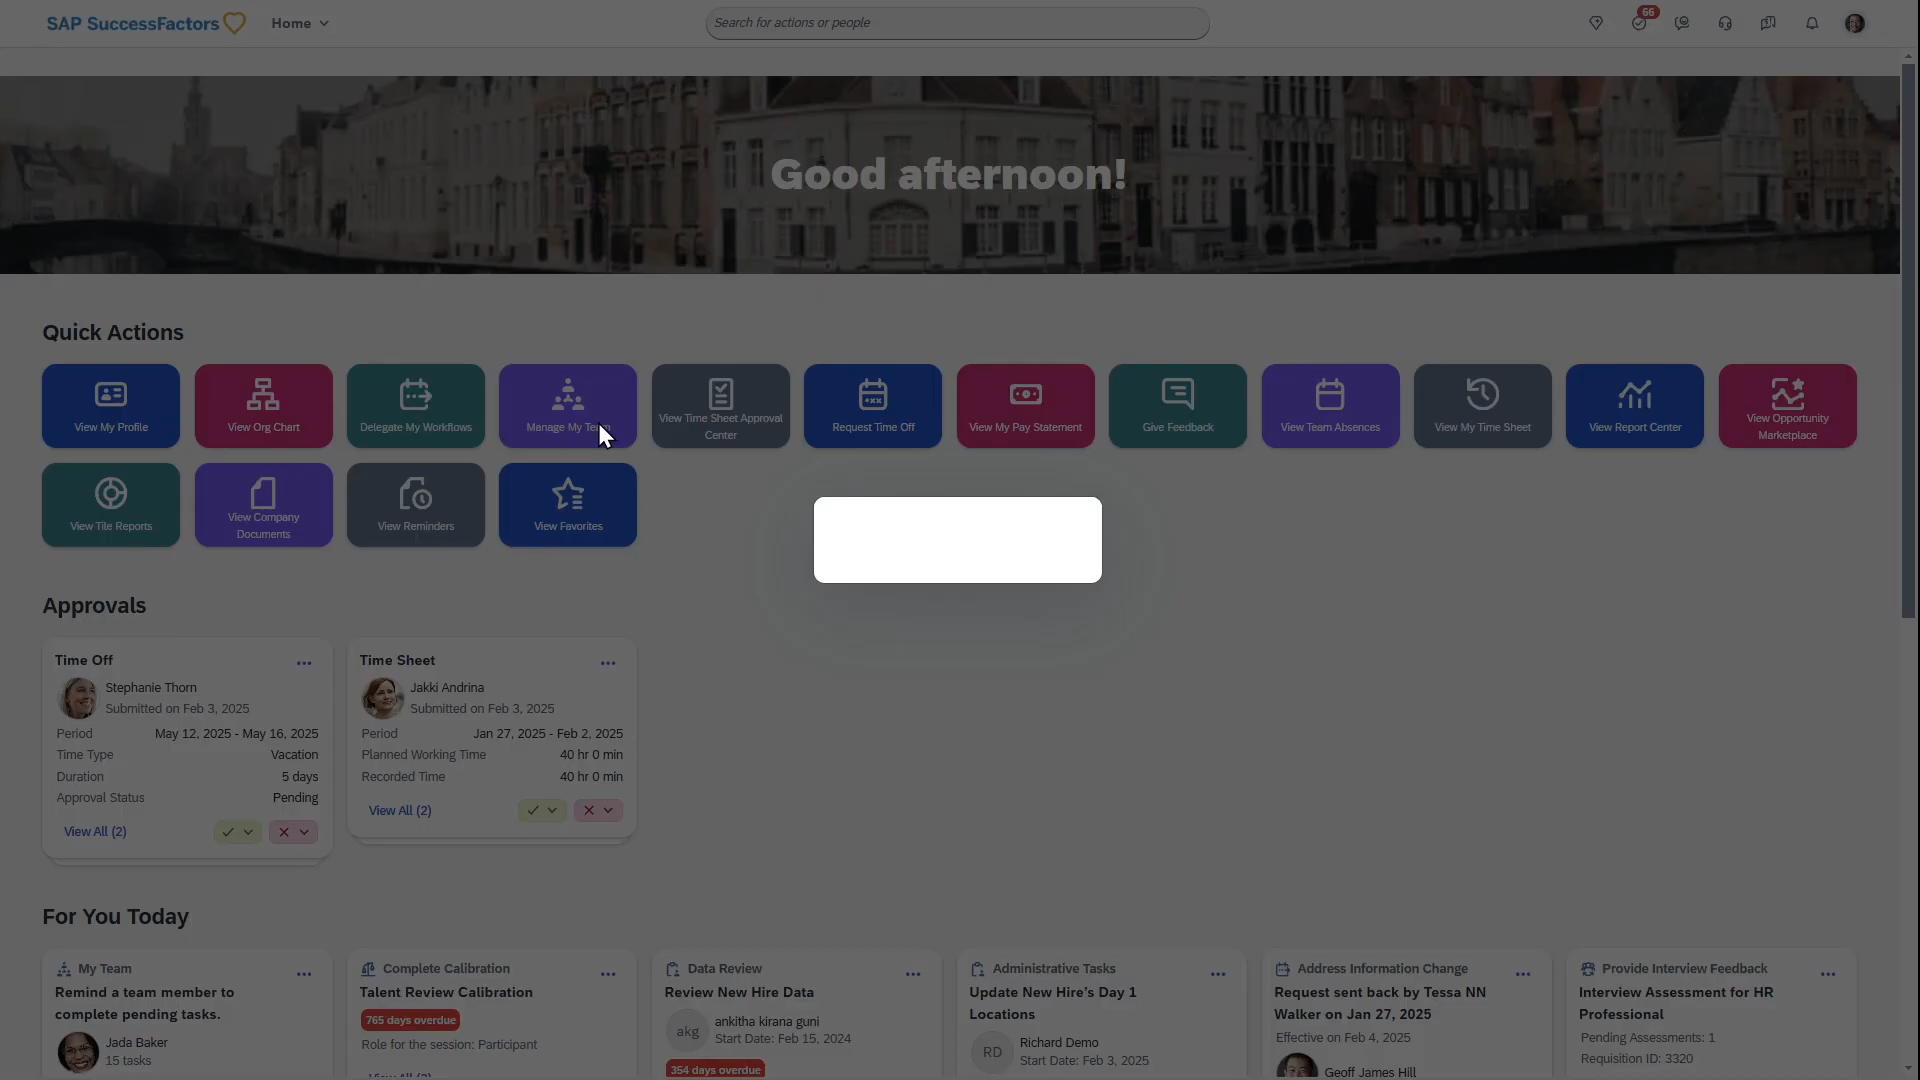 SAP SuccessFactors
Home
Search for actions or people
66
Good afternoon!
Quick Actions
View My Profile
View Org Chart
Delegate My Workflows
Manage My Team
View Time Sheet Approval
Center
Request Time Off
View My Pay Statement
Give Feedback
View Team Absences
View My Time Sheet
View Report Center
View Opportunity
Marketplace
View Tile Reports
View Company
Documents
View Reminders
View Favorites
Approvals
Time Off
Stephanie Thorn
Submitted on Feb 3, 2025
Period May 12, 2025 - May 16, 2025
Time Type Vacation
Duration 5 days
Approval Status Pending
View All (2)
Time Sheet
Jakki Andrina
Submitted on Feb 3, 2025
Period Jan 27, 2025 - Feb 2, 2025
Planned Working Time 40 hr 0 min
Recorded Time 40 hr 0 min
View All (2)
For You Today
My Team
Remind a team member to
complete pending tasks.
Jada Baker
15 tasks
Complete Calibration
Talent Review Calibration
765 days overdue
Role for the session: Participant
Data Review
Review New Hire Data
akg
ankitha kirana guni
Start Date: Feb 15, 2024
354 days overdue
Administrative Tasks
Update New Hire's Day 1
Locations
RD
Richard Demo
Start Date: Feb 3, 2025
Address Information Change
Request sent back by Tessa NN
Walker on Jan 27, 2025
Effective on Feb 4, 2025
Geoff James Hill
Provide Interview Feedback
Interview Assessment for HR
Professional
Pending Assessments: 1
Requisition ID: 3320